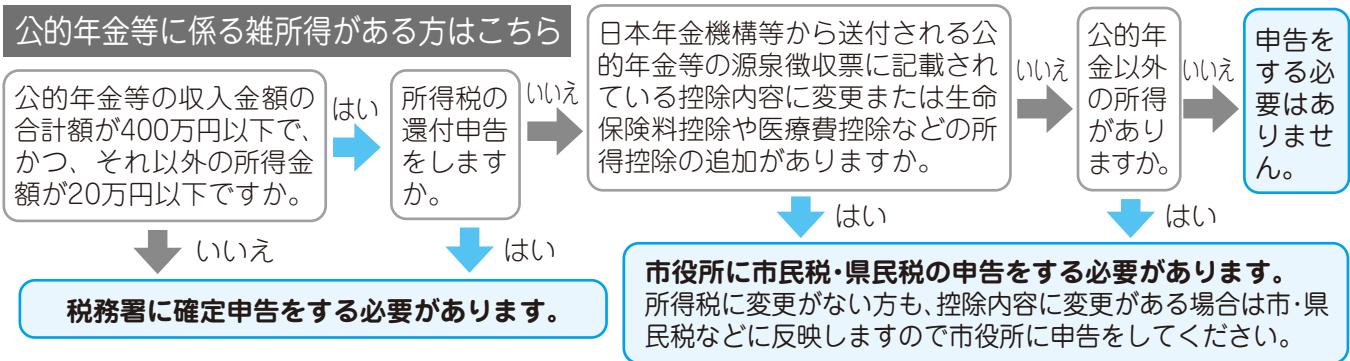 公的年金等に係る雑所得がある方はこちら
公的年金等の収入金額の
合計額が400万円以下で、
かつ、それ以外の所得金
額が20万円以下ですか。
はい
いいえ
所得税の
還付申告
をします
か。
いいえ
はい
税務署に確定申告をする必要があります。
日本年金機構等から送付される公
的年金等の源泉徴収票に記載され
ている控除内容に変更または生命
保険料控除や医療費控除などの所
得控除の追加がありますか。
いいえ
はい
公的年
金以外
の所得
があり
ますか。
いいえ
はい
申告を
する必
要はあ
りませ
ん。
市役所に市民税・県民税の申告をする必要があります。
所得税に変更がない方も、控除内容に変更がある場合は市・県
民税などに反映しますので市役所に申告をしてください。